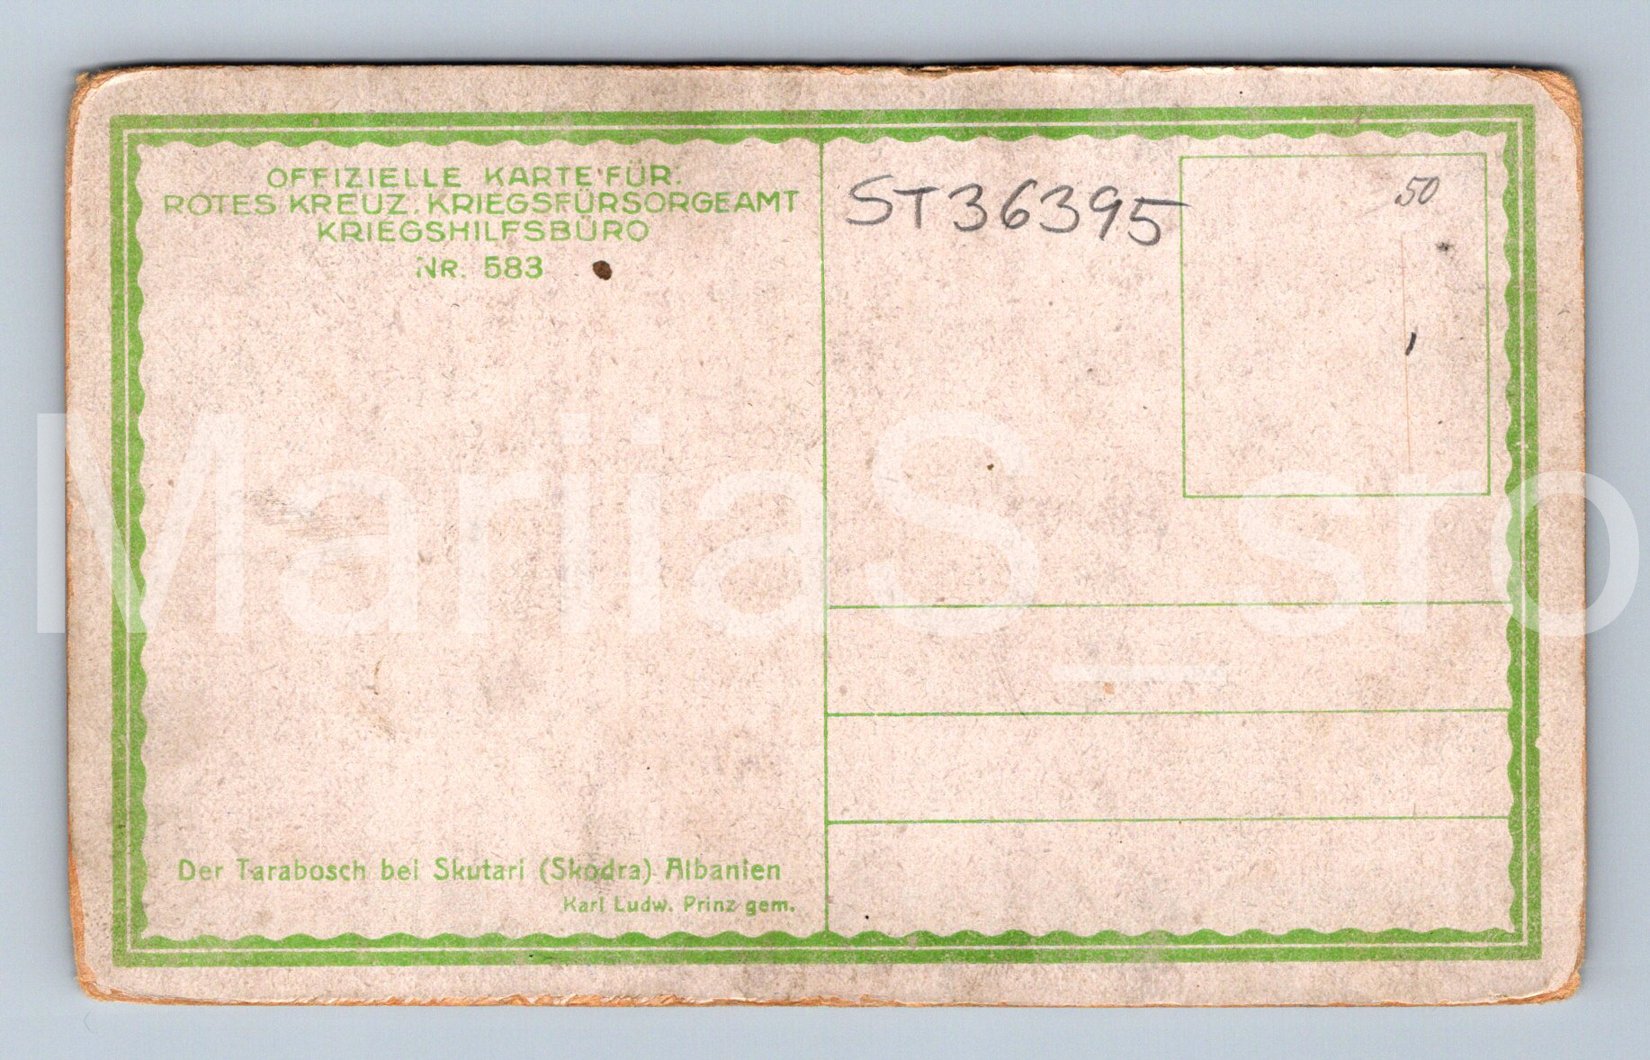 OFFIZIELLE KARTE FÜR:
ROTES KREUZ, KRIEGSFÜRSORGEAMT
KRIEGSHILFSBÜRO
NR. 583
ST36395
50
MariiaS_sro
Der Tarabosch bei Skutari (Skodra) Albanien
Karl Ludw. Prinz gem.